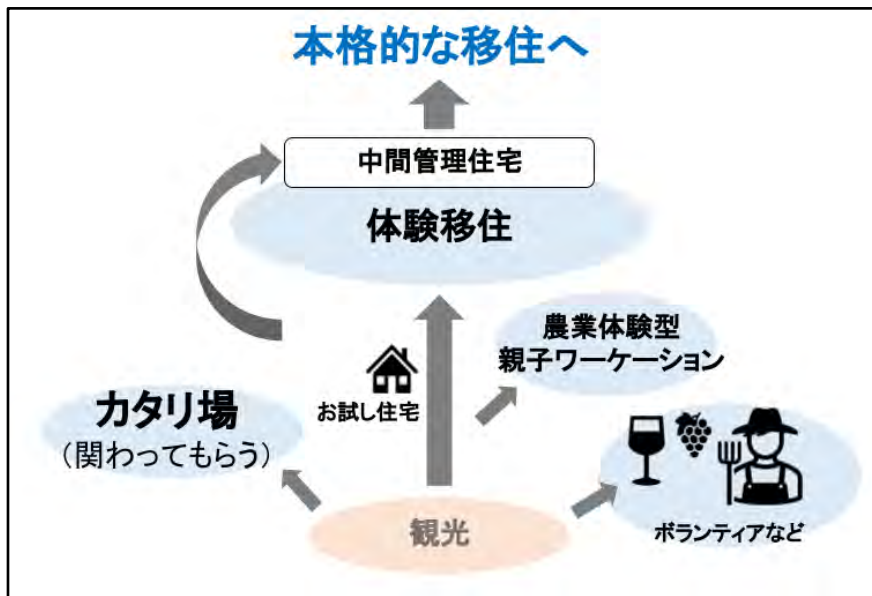 本格的な移住へ
中間管理住宅
体験移住
農業体験型
親子ワーケーション
お試し住宅
カタリ場
（関わってもらう）
ボランティアなど
観光